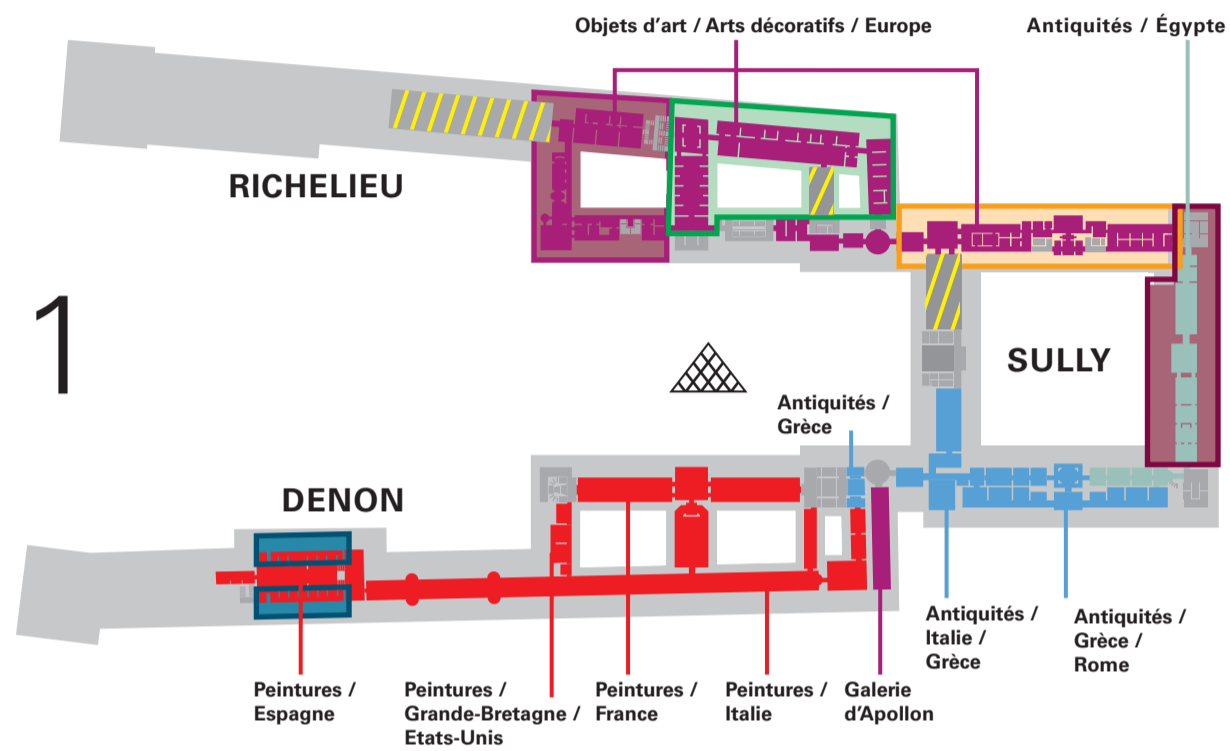 Objets d'art / Arts décoratifs / Europe
Antiquités / Égypte
RICHELIEU
1
SULLY
Antiquités /
Grèce
DENON
Antiquités /
Italie /
Grèce
Antiquités /
Grèce /
Rome
Peintures /
Espagne
Peintures /
Grande-Bretagne /
Etats-Unis
Peintures /
France
Peintures /
Italie
Galerie
d'Apollon